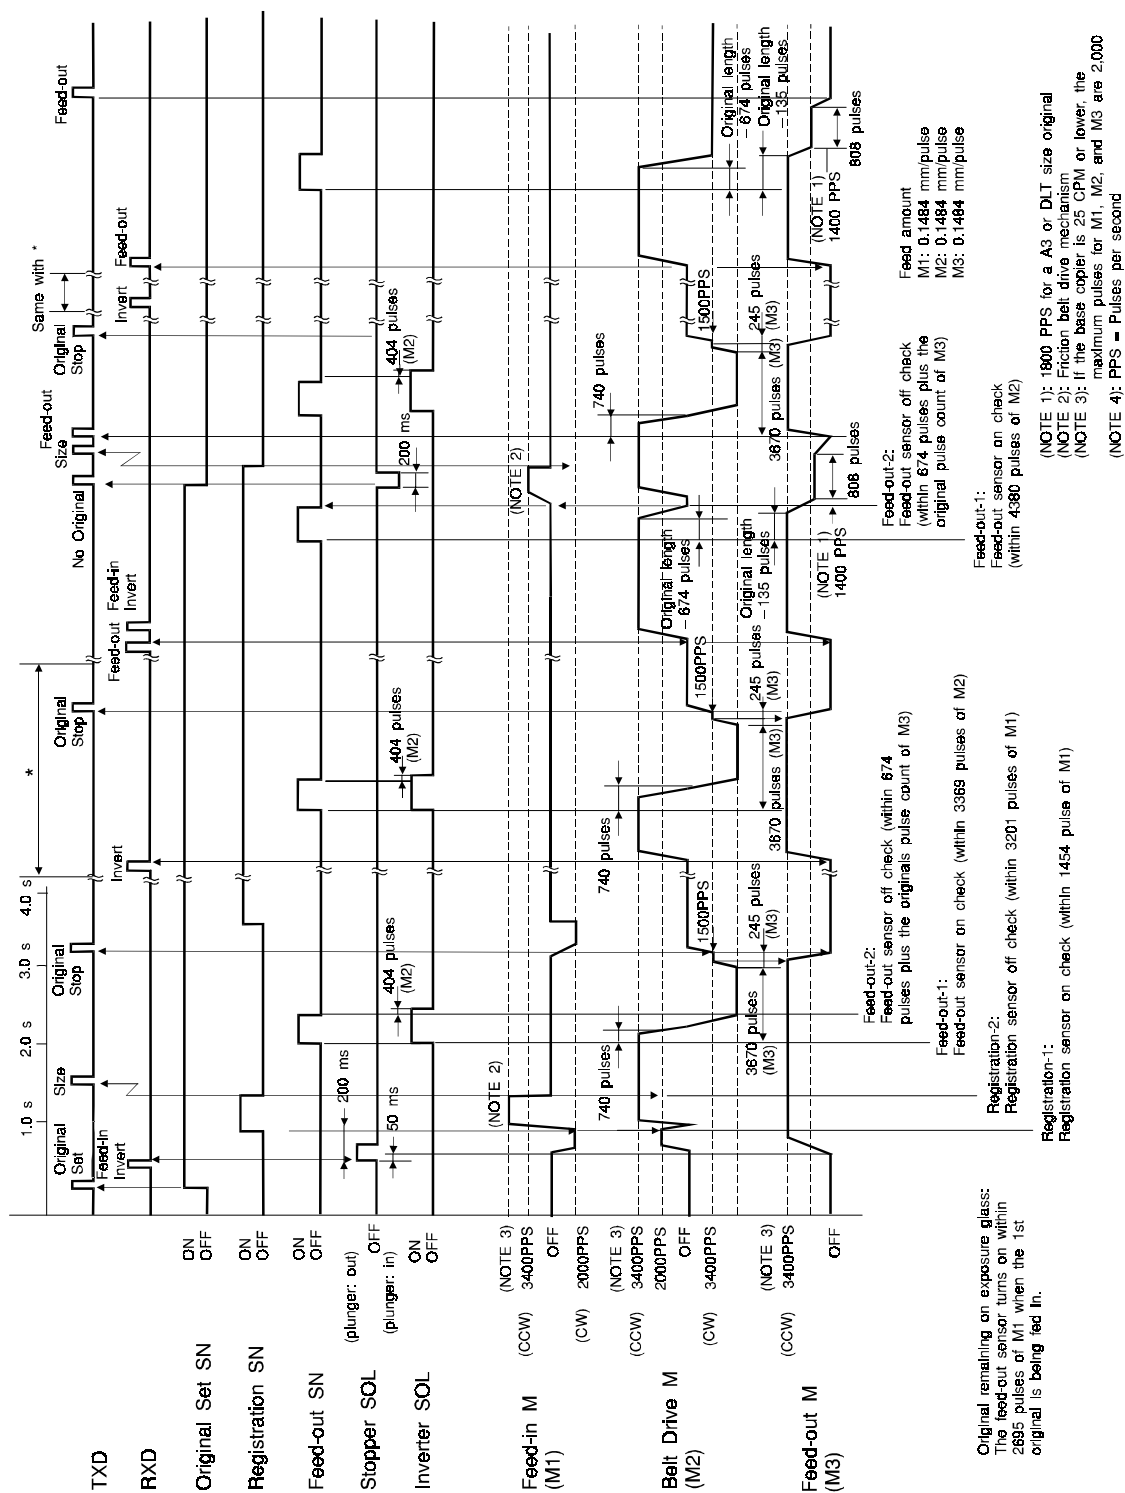 1.0 s
2.0 s
3.0 s
4.0 s
*
Same with *
TXD
Original
Set
Size
Original
Stop
Original
Stop
No Original
Size
Feed-out
Original
Stop
Feed-out
RXD
Feed-in
Invert
Invert
Feed-out
Feed-in
Invert
Invert
Feed-out
Original Set SN
ON
OFF
Registration SN
ON
OFF
Feed-out SN
ON
OFF
Stopper SOL
(plunger: out)
OFF
(plunger: in)
200 ms
50 ms
200 ms
Inverter SOL
ON
OFF
404 pulses
(M2)
404 pulses
(M2)
404 pulses
(M2)
Feed-in M
(M1)
(NOTE 3)
(CCW) 3400PPS
OFF
(CW) 2000PPS
(NOTE 2)
(NOTE 2)
Belt Drive M
(M2)
(NOTE 3)
(CCW) 3400PPS
2000PPS
OFF
(CW) 3400PPS
740 pulses
740 pulses
740 pulses
1500PPS
1500PPS
1500PPS
Original length
– 674 pulses
Original length
– 674 pulses
Feed-out M
(M3)
(NOTE 3)
(CCW) 3400PPS
OFF
3670 pulses
(M3)
245 pulses
(M3)
3670 pulses (M3)
245 pulses
(M3)
Original length
– 135 pulses
(NOTE 1)
1400 PPS
808 pulses
3670 pulses (M3)
245 pulses
(M3)
Original length
– 135 pulses
(NOTE 1)
1400 PPS
808 pulses
Feed-out-2:
Feed-out sensor off check (within 674
pulses plus the originals pulse count of M3)
Feed-out-1:
Feed-out sensor on check (within 3369 pulses of M2)
Registration-2:
Registration sensor off check (within 3201 pulses of M1)
Registration-1:
Registration sensor on check (within 1454 pulse of M1)
Feed-out-2:
Feed-out sensor off check
(within 674 pulses plus the
original pulse count of M3)
Feed-out-1:
Feed-out sensor on check
(within 4380 pulses of M2)
Feed amount
M1: 0.1484 mm/pulse
M2: 0.1484 mm/pulse
M3: 0.1484 mm/pulse
Original remaining on exposure glass:
The feed-out sensor turns on within
2695 pulses of M1 when the 1st
original is being fed in.
(NOTE 1): 1800 PPS for a A3 or DLT size original
(NOTE 2): Friction belt drive mechanism
(NOTE 3): If the base copier is 25 CPM or lower, the
maximum pulses for M1, M2, and M3 are 2,000
(NOTE 4): PPS = Pulses per second